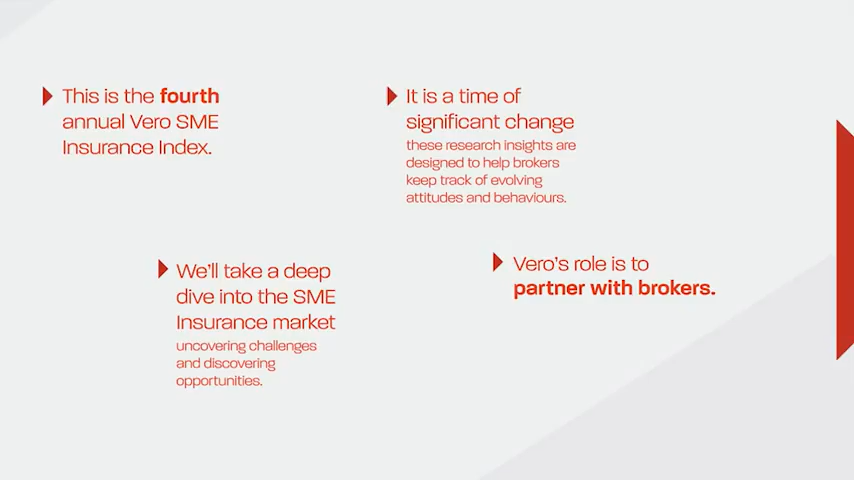 This is the fourth
annual Vero SME
Insurance Index.
It is a time of
significant change
these research insights are
designed to help brokers
keep track of evolving
attitudes and behaviours.
We'll take a deep
dive into the SME
Insurance market
uncovering challenges
and discovering
opportunities.
Vero's role is to
partner with brokers.